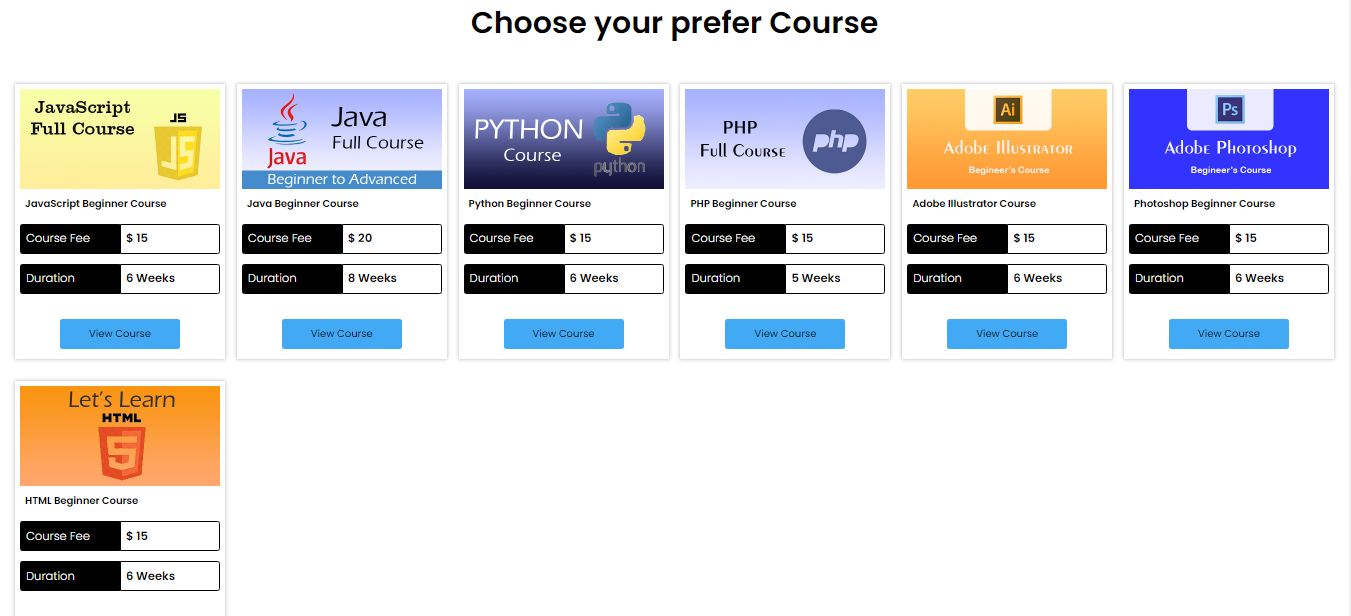 Choose your prefer Course
JavaScript
Full Course
JS
JS
JavaScript Beginner Course
Course Fee $ 15
Duration 6 Weeks
View Course
Java
Java
Full Course
Beginner to Advanced
Java Beginner Course
Course Fee $ 20
Duration 8 Weeks
View Course
PYTHON
Course
python
Python Beginner Course
Course Fee $ 15
Duration 6 Weeks
View Course
PHP
Full Course
php
PHP Beginner Course
Course Fee $ 15
Duration 5 Weeks
View Course
Ai
Adobe Illustrator
Begineer's Course
Adobe Illustrator Course
Course Fee $ 15
Duration 6 Weeks
View Course
Ps
Adobe Photoshop
Begineer's Course
Photoshop Beginner Course
Course Fee $ 15
Duration 6 Weeks
View Course
Let's Learn
HTML
5
HTML Beginner Course
Course Fee $ 15
Duration 6 Weeks